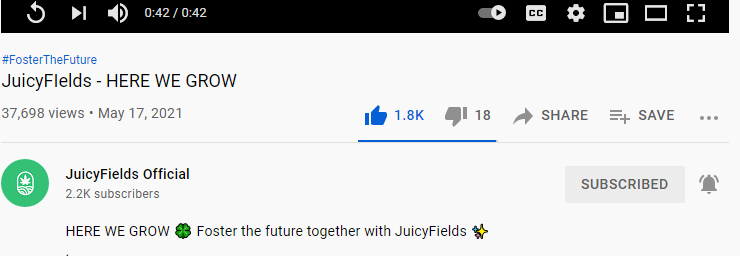 0:42 / 0:42 CC
#FosterTheFuture
JuicyFIelds - HERE WE GROW
37,698 views • May 17, 2021 1.8K 18 SHARE SAVE ...
JuicyFields Official
2.2K subscribers
SUBSCRIBED
HERE WE GROW 🍀 Foster the future together with JuicyFields ✨
.